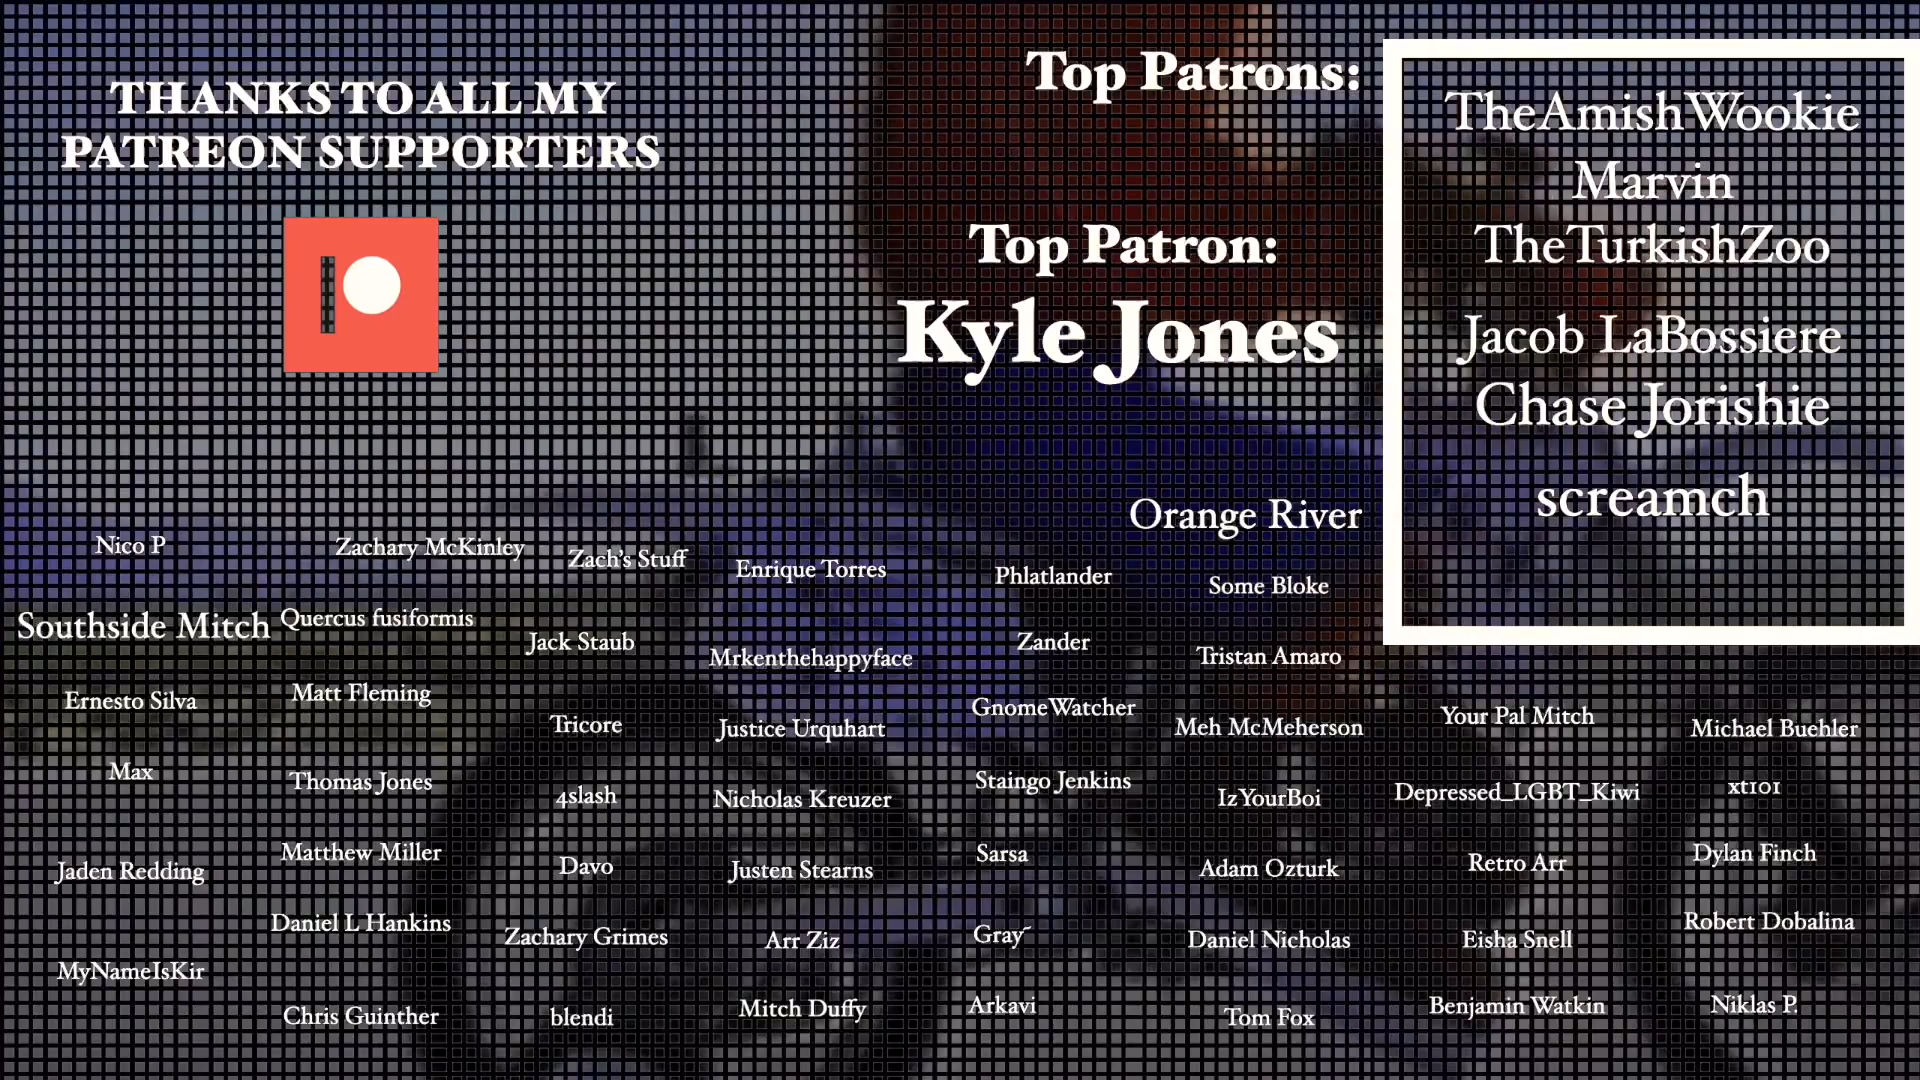 THANKS TO ALL MY
PATREON SUPPORTERS
Top Patrons:
TheAmishWookie
Marvin
TheTurkishZoo
Jacob LaBossiere
Chase Jorishie
screamch
Top Patron:
Kyle Jones
Orange River
Nico P
Southside Mitch
Ernesto Silva
Max
Jaden Redding
MyNameIsKir
Zachary McKinley
Quercus fusiformis
Matt Fleming
Thomas Jones
Matthew Miller
Daniel L Hankins
Chris Guinther
Zach's Stuff
Jack Staub
Tricore
4slash
Davo
Zachary Grimes
blendi
Enrique Torres
Mrkenthehappyface
Justice Urquhart
Nicholas Kreuzer
Justen Stearns
Arr Ziz
Mitch Duffy
Phlatlander
Zander
GnomeWatcher
Staingo Jenkins
Sarsa
Gray¯
Arkavi
Some Bloke
Tristan Amaro
Meh McMeherson
IzYourBoi
Adam Ozturk
Daniel Nicholas
Tom Fox
Your Pal Mitch
Depressed_LGBT_Kiwi
Retro Arr
Eisha Snell
Benjamin Watkin
Michael Buehler
xt101
Dylan Finch
Robert Dobalina
Niklas P.